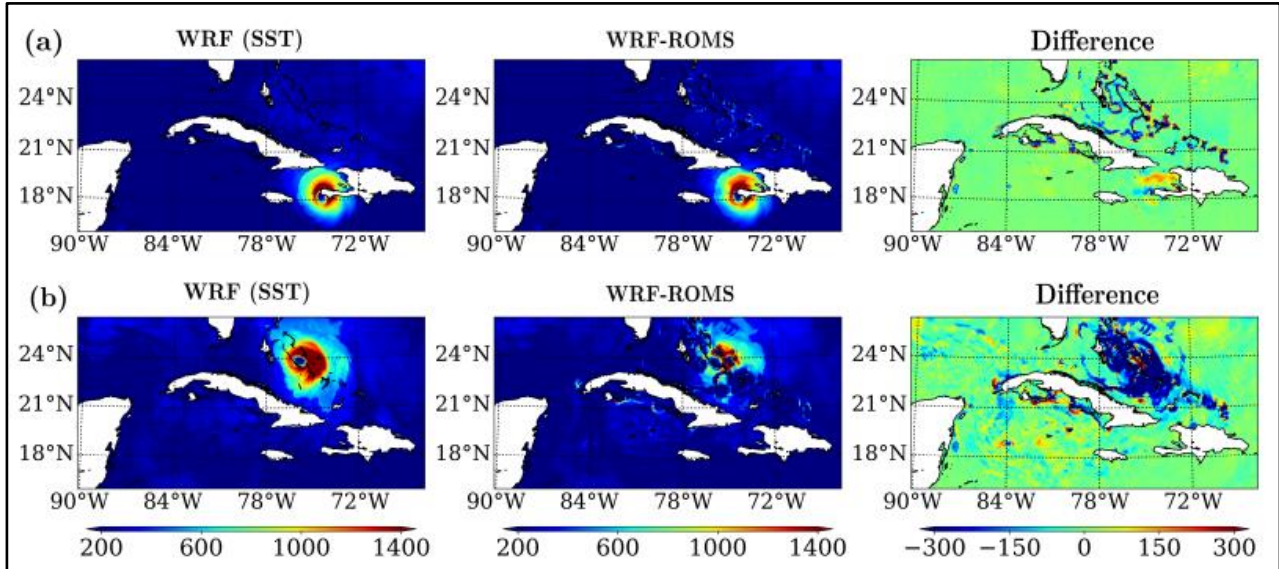 (a) WRF (SST) WRF-ROMS Difference
24°N 24°N 24°N
21°N 21°N 21°N
18°N 18°N 18°N
90°W 84°W 78°W 72°W 90°W 84°W 78°W 72°W 90°W 84°W 78°W 72°W
(b) WRF (SST) WRF-ROMS Difference
24°N 24°N 24°N
21°N 21°N 21°N
18°N 18°N 18°N
90°W 84°W 78°W 72°W 90°W 84°W 78°W 72°W 90°W 84°W 78°W 72°W
200 600 1000 1400 200 600 1000 1400 −300 −150 0 150 300